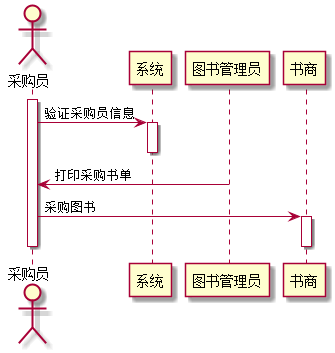 采购员
系统
图书管理员
书商
验证采购员信息
打印采购书单
采购图书
采购员
系统
图书管理员
书商